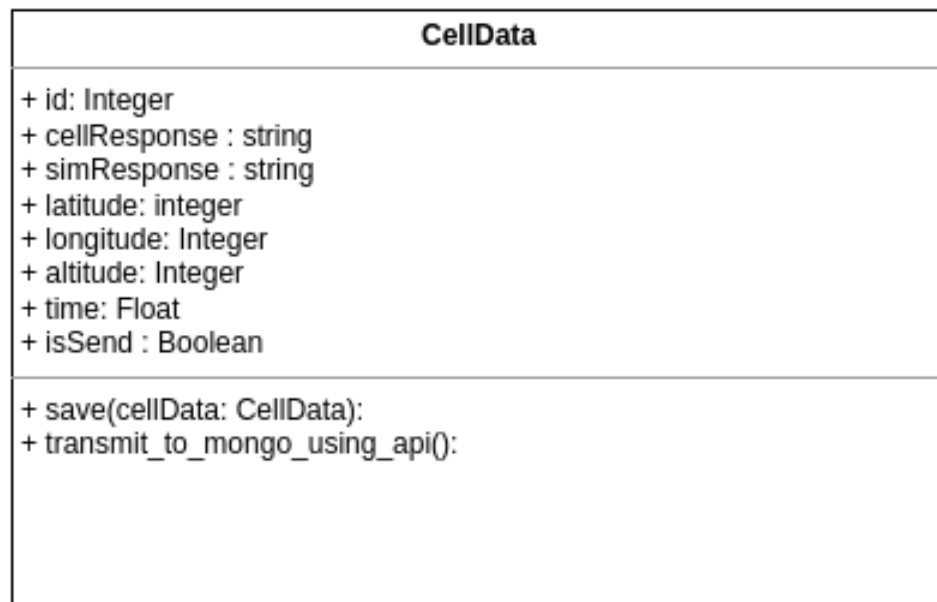 CellData
+ id: Integer
+ cellResponse : string
+ simResponse : string
+ latitude: integer
+ longitude: Integer
+ altitude: Integer
+ time: Float
+ isSend : Boolean
+ save(cellData: CellData):
+ transmit_to_mongo_using_api():